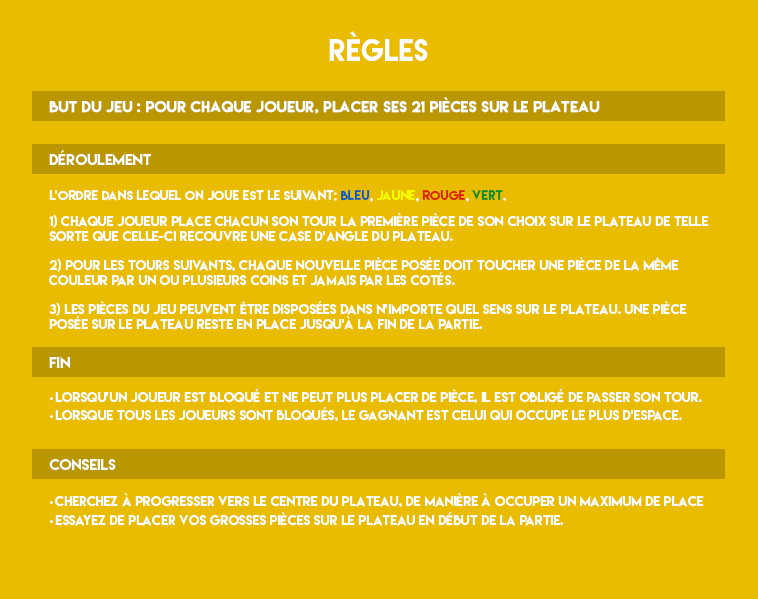 RÈGLES
BUT DU JEU : POUR CHAQUE JOUEUR, PLACER SES 21 PIÈCES SUR LE PLATEAU
DÉROULEMENT
L'ORDRE DANS LEQUEL ON JOUE EST LE SUIVANT: BLEU, JAUNE, ROUGE, VERT.
1) CHAQUE JOUEUR PLACE CHACUN SON TOUR LA PREMIÈRE PIÈCE DE SON CHOIX SUR LE PLATEAU DE TELLE
SORTE QUE CELLE-CI RECOUVRE UNE CASE D'ANGLE DU PLATEAU.
2) POUR LES TOURS SUIVANTS, CHAQUE NOUVELLE PIÈCE POSÉE DOIT TOUCHER UNE PIÈCE DE LA MÊME
COULEUR PAR UN OU PLUSIEURS COINS ET JAMAIS PAR LES COTÉS.
3) LES PIÈCES DU JEU PEUVENT ÊTRE DISPOSÉES DANS N'IMPORTE QUEL SENS SUR LE PLATEAU. UNE PIÈCE
POSÉE SUR LE PLATEAU RESTE EN PLACE JUSQU'À LA FIN DE LA PARTIE.
FIN
• LORSQU'UN JOUEUR EST BLOQUÉ ET NE PEUT PLUS PLACER DE PIÈCE, IL EST OBLIGÉ DE PASSER SON TOUR.
• LORSQUE TOUS LES JOUEURS SONT BLOQUÉS, LE GAGNANT EST CELUI QUI OCCUPE LE PLUS D'ESPACE.
CONSEILS
• CHERCHEZ À PROGRESSER VERS LE CENTRE DU PLATEAU, DE MANIÈRE À OCCUPER UN MAXIMUM DE PLACE
• ESSAYEZ DE PLACER VOS GROSSES PIÈCES SUR LE PLATEAU EN DÉBUT DE LA PARTIE.